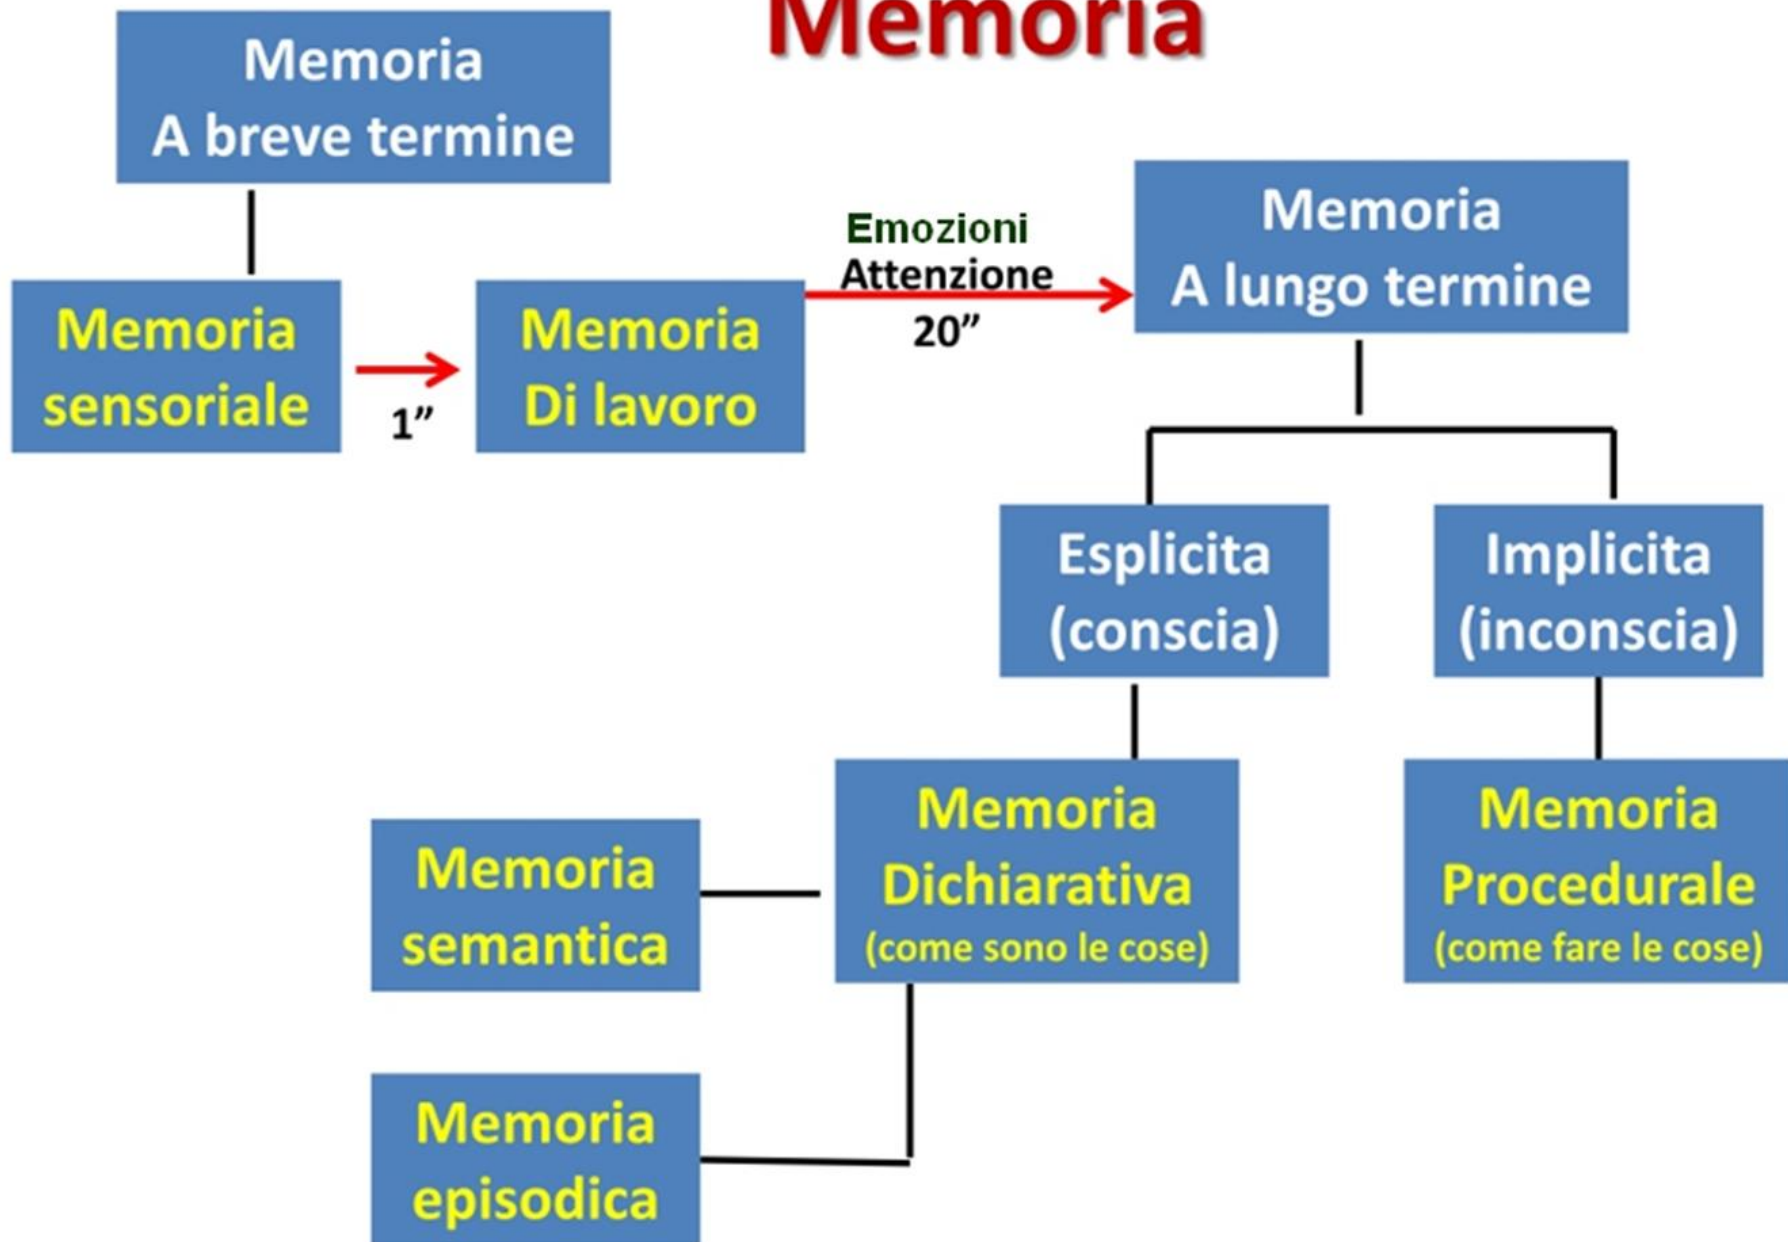 Memoria
Memoria
A breve termine
Memoria
sensoriale
1”
Memoria
Di lavoro
Emozioni
Attenzione
20”
Memoria
A lungo termine
Esplicita
(conscia)
Implicita
(inconscia)
Memoria
Dichiarativa
(come sono le cose)
Memoria
Procedurale
(come fare le cose)
Memoria
semantica
Memoria
episodica